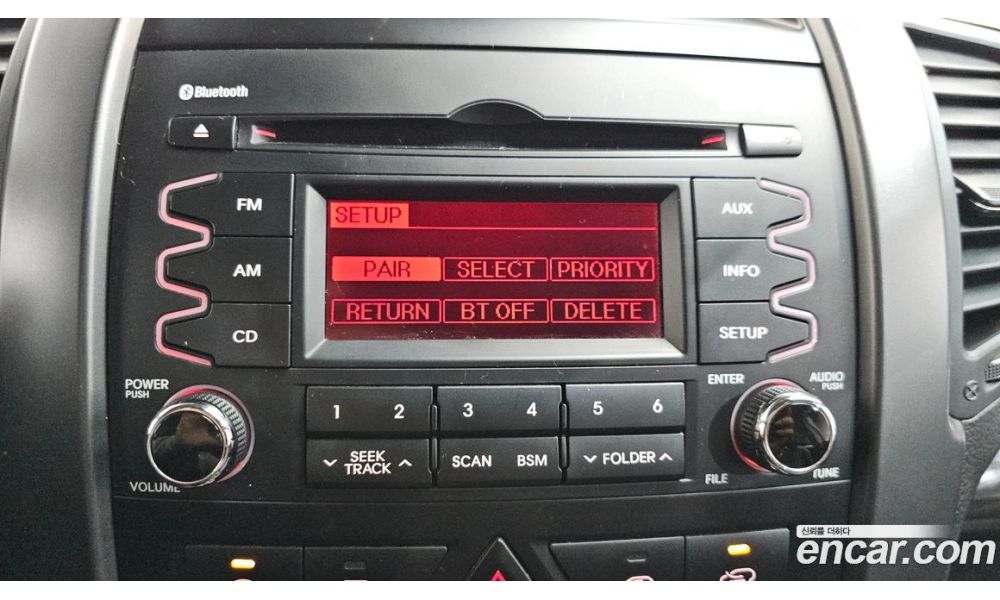 Bluetooth
FM
AUX
SETUP
AM
PAIR SELECT PRIORITY
INFO
CD
RETURN BT OFF DELETE
SETUP
POWER
PUSH
ENTER
AUDIO
PUSH
1 2 3 4 5 6
SEEK
TRACK
SCAN BSM
FOLDER
VOLUME
FILE
TUNE
신뢰를 더하다
encar.com